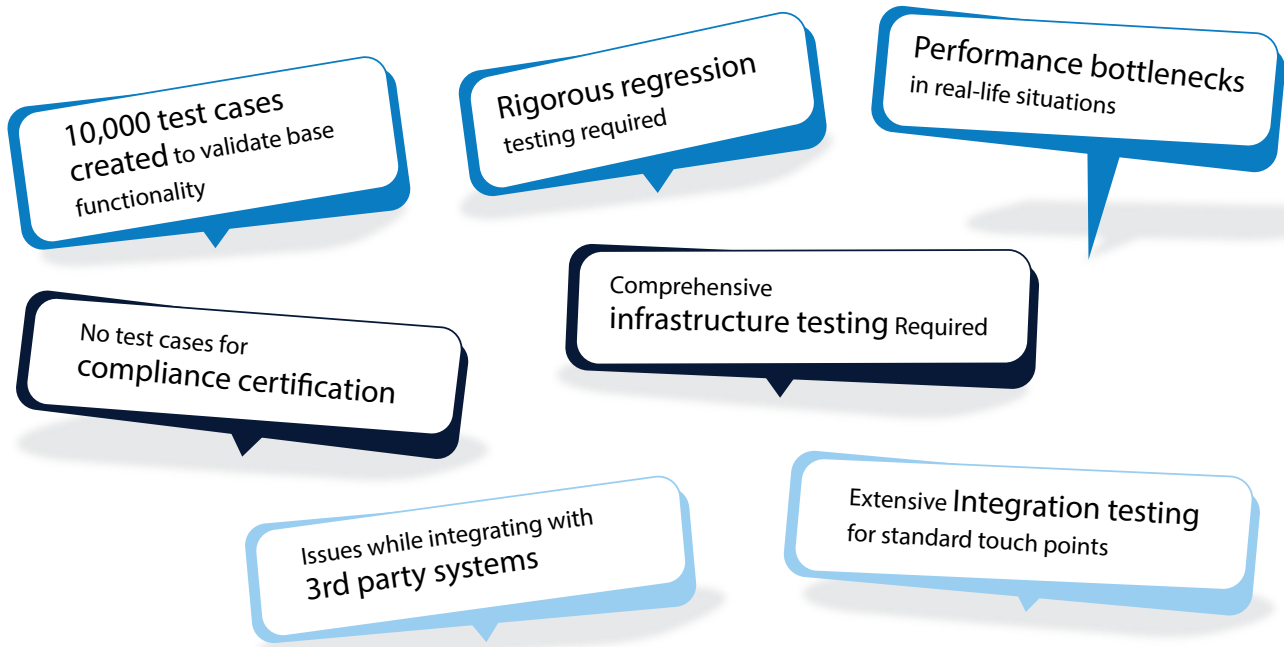 10,000 test cases
created to validate base
functionality
Rigorous regression
testing required
Performance bottlenecks
in real-life situations
No test cases for
compliance certification
Comprehensive
infrastructure testing Required
Issues while integrating with
3rd party systems
Extensive Integration testing
for standard touch points